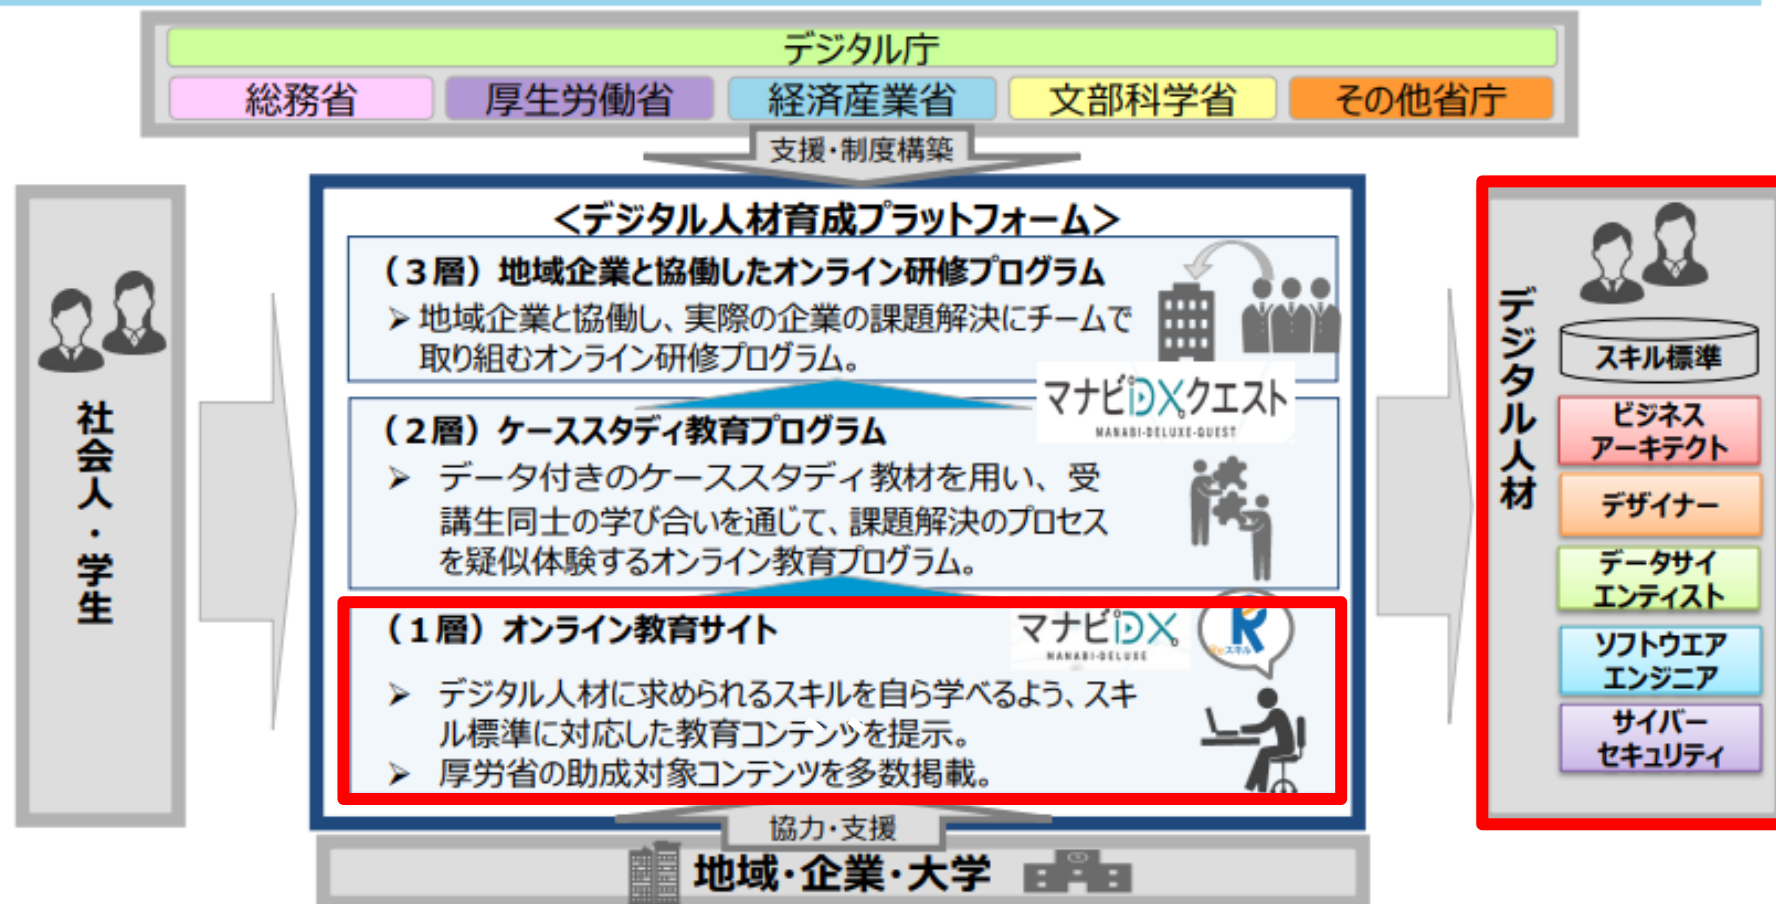 デジタル庁
総務省
厚生労働省
経済産業省
文部科学省
その他省庁
支援・制度構築
社会人・学生
<デジタル人材育成プラットフォーム>
（３層）地域企業と協働したオンライン研修プログラム
➢ 地域企業と協働し、実際の企業の課題解決にチームで
取り組むオンライン研修プログラム。
マナビDXクエスト
MANABI-DELUXE-QUEST
（２層）ケーススタディ教育プログラム
➢ データ付きのケーススタディ教材を用い、受
講生同士の学び合いを通じて、課題解決のプロセス
を疑似体験するオンライン教育プログラム。
（１層）オンライン教育サイト
マナビDX
MANABI-DELUXE
Reスキル
➢ デジタル人材に求められるスキルを自ら学べるよう、スキ
ル標準に対応した教育コンテンツを提示。
➢ 厚労省の助成対象コンテンツを多数掲載。
協力・支援
地域・企業・大学
デジタル人材
スキル標準
ビジネス
アーキテクト
デザイナー
データサイ
エンティスト
ソフトウエア
エンジニア
サイバー
セキュリティ